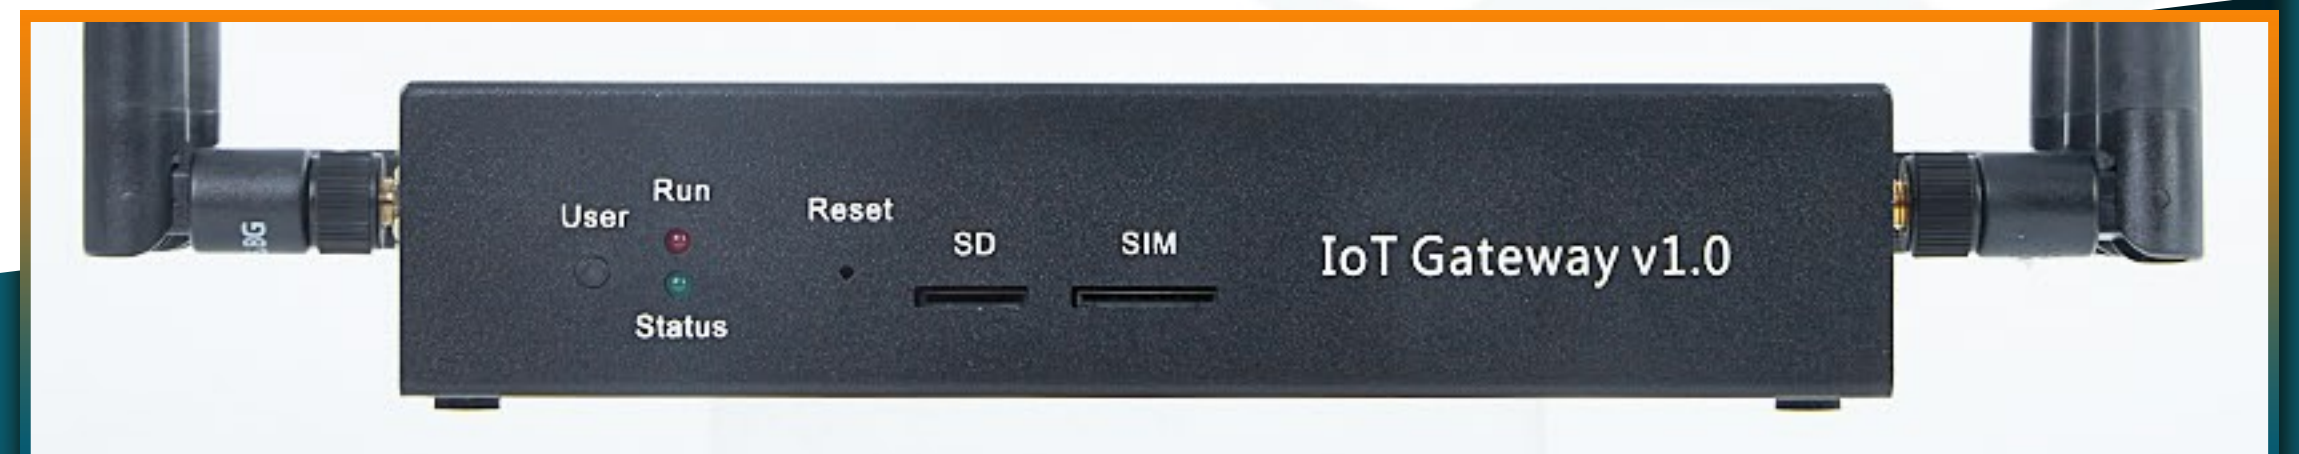 User
Run
Status
Reset
SD
SIM
IoT Gateway v1.0